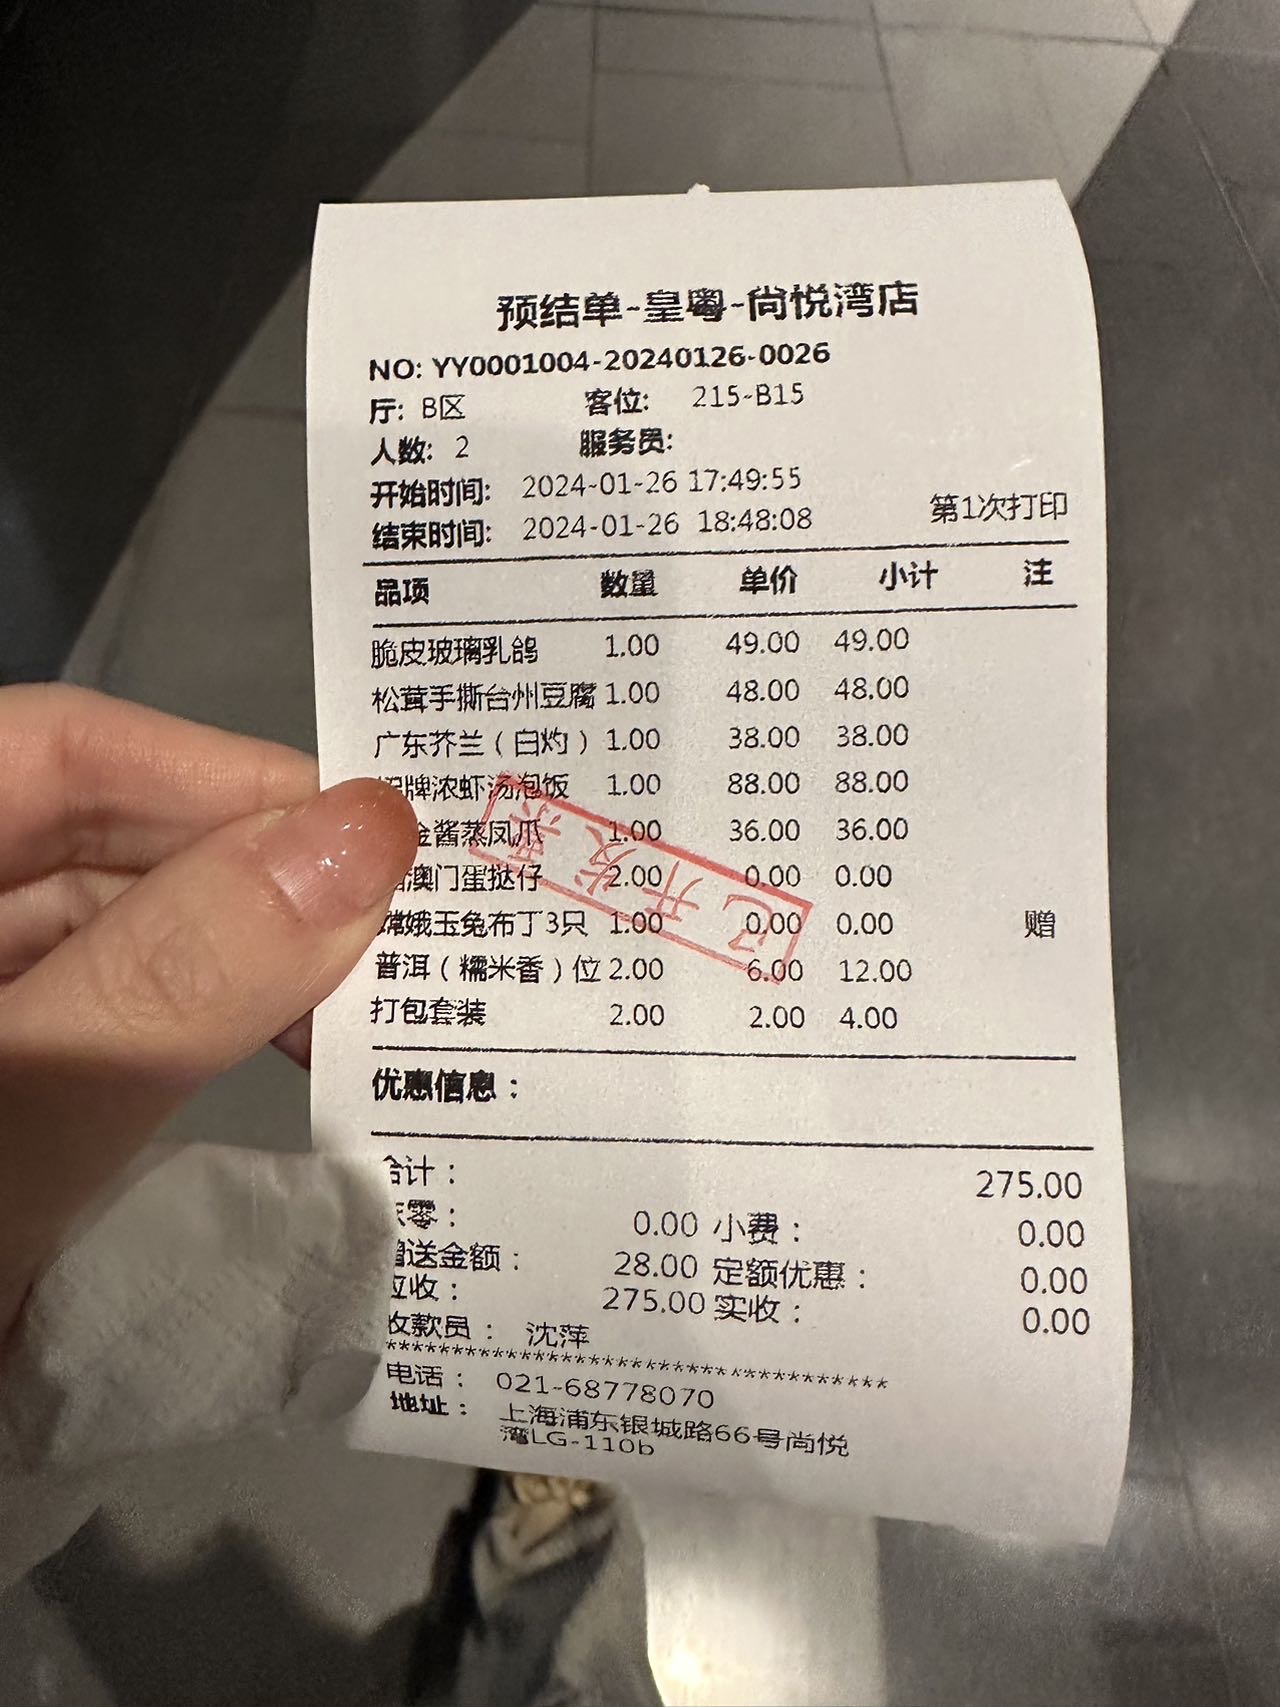 预结单-皇粤-尚悦湾店
NO: YY0001004-20240126-0026
厅: B区 客位: 215-B15
人数: 2 服务员:
开始时间: 2024-01-26 17:49:55
结束时间: 2024-01-26 18:48:08 第1次打印
品项 数量 单价 小计 注
脆皮玻璃乳鸽 1.00 49.00 49.00
松茸手撕台州豆腐 1.00 48.00 48.00
广东芥兰(白灼) 1.00 38.00 38.00
招牌浓虾汤泡饭 1.00 88.00 88.00
金酱蒸凤爪 1.00 36.00 36.00
澳门蛋挞仔 2.00 0.00 0.00
嫦娥玉兔布丁3只 1.00 0.00 0.00 赠
普洱(糯米香)位 2.00 6.00 12.00
打包套装 2.00 2.00 4.00
已开发票
优惠信息:
合计: 275.00
零: 0.00 小费: 0.00
赠送金额: 28.00 定额优惠: 0.00
应收: 275.00 实收: 0.00
收款员: 沈萍
***********************************
电话: 021-68778070
地址: 上海浦东银城路66号尚悦
湾LG-110b